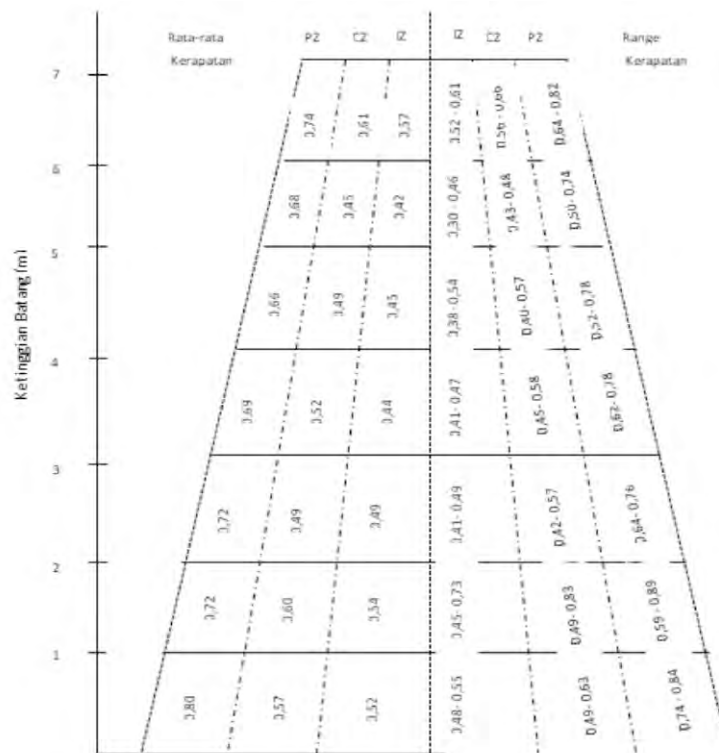 Rata-rata Kerapatan P2 C2 IZ IZ C2 P2 Range Kerapatan
Ketinggian Batang (m)
7
0,74 0,61 0,57 0,52 - 0,61 0,56 - 0,66 0,64 - 0,82
6
0,68 0,45 0,42 0,30 - 0,46 0,43- 0,48 0,50- 0,74
5
0,66 0,49 0,45 0,38 - 0,54 0,40- 0,57 0,52- 0,78
4
0,69 0,52 0,44 0,41- 0,47 0,45- 0,58 0,62- 0,78
3
0,72 0,49 0,49 0,41- 0,49 0,42- 0,57 0,64- 0,76
2
0,72 0,60 0,54 0,45- 0,73 0,49- 0,83 0,59- 0,89
1
0,80 0,57 0,52 0,48- 0,55 0,49- 0,63 0,74- 0,84